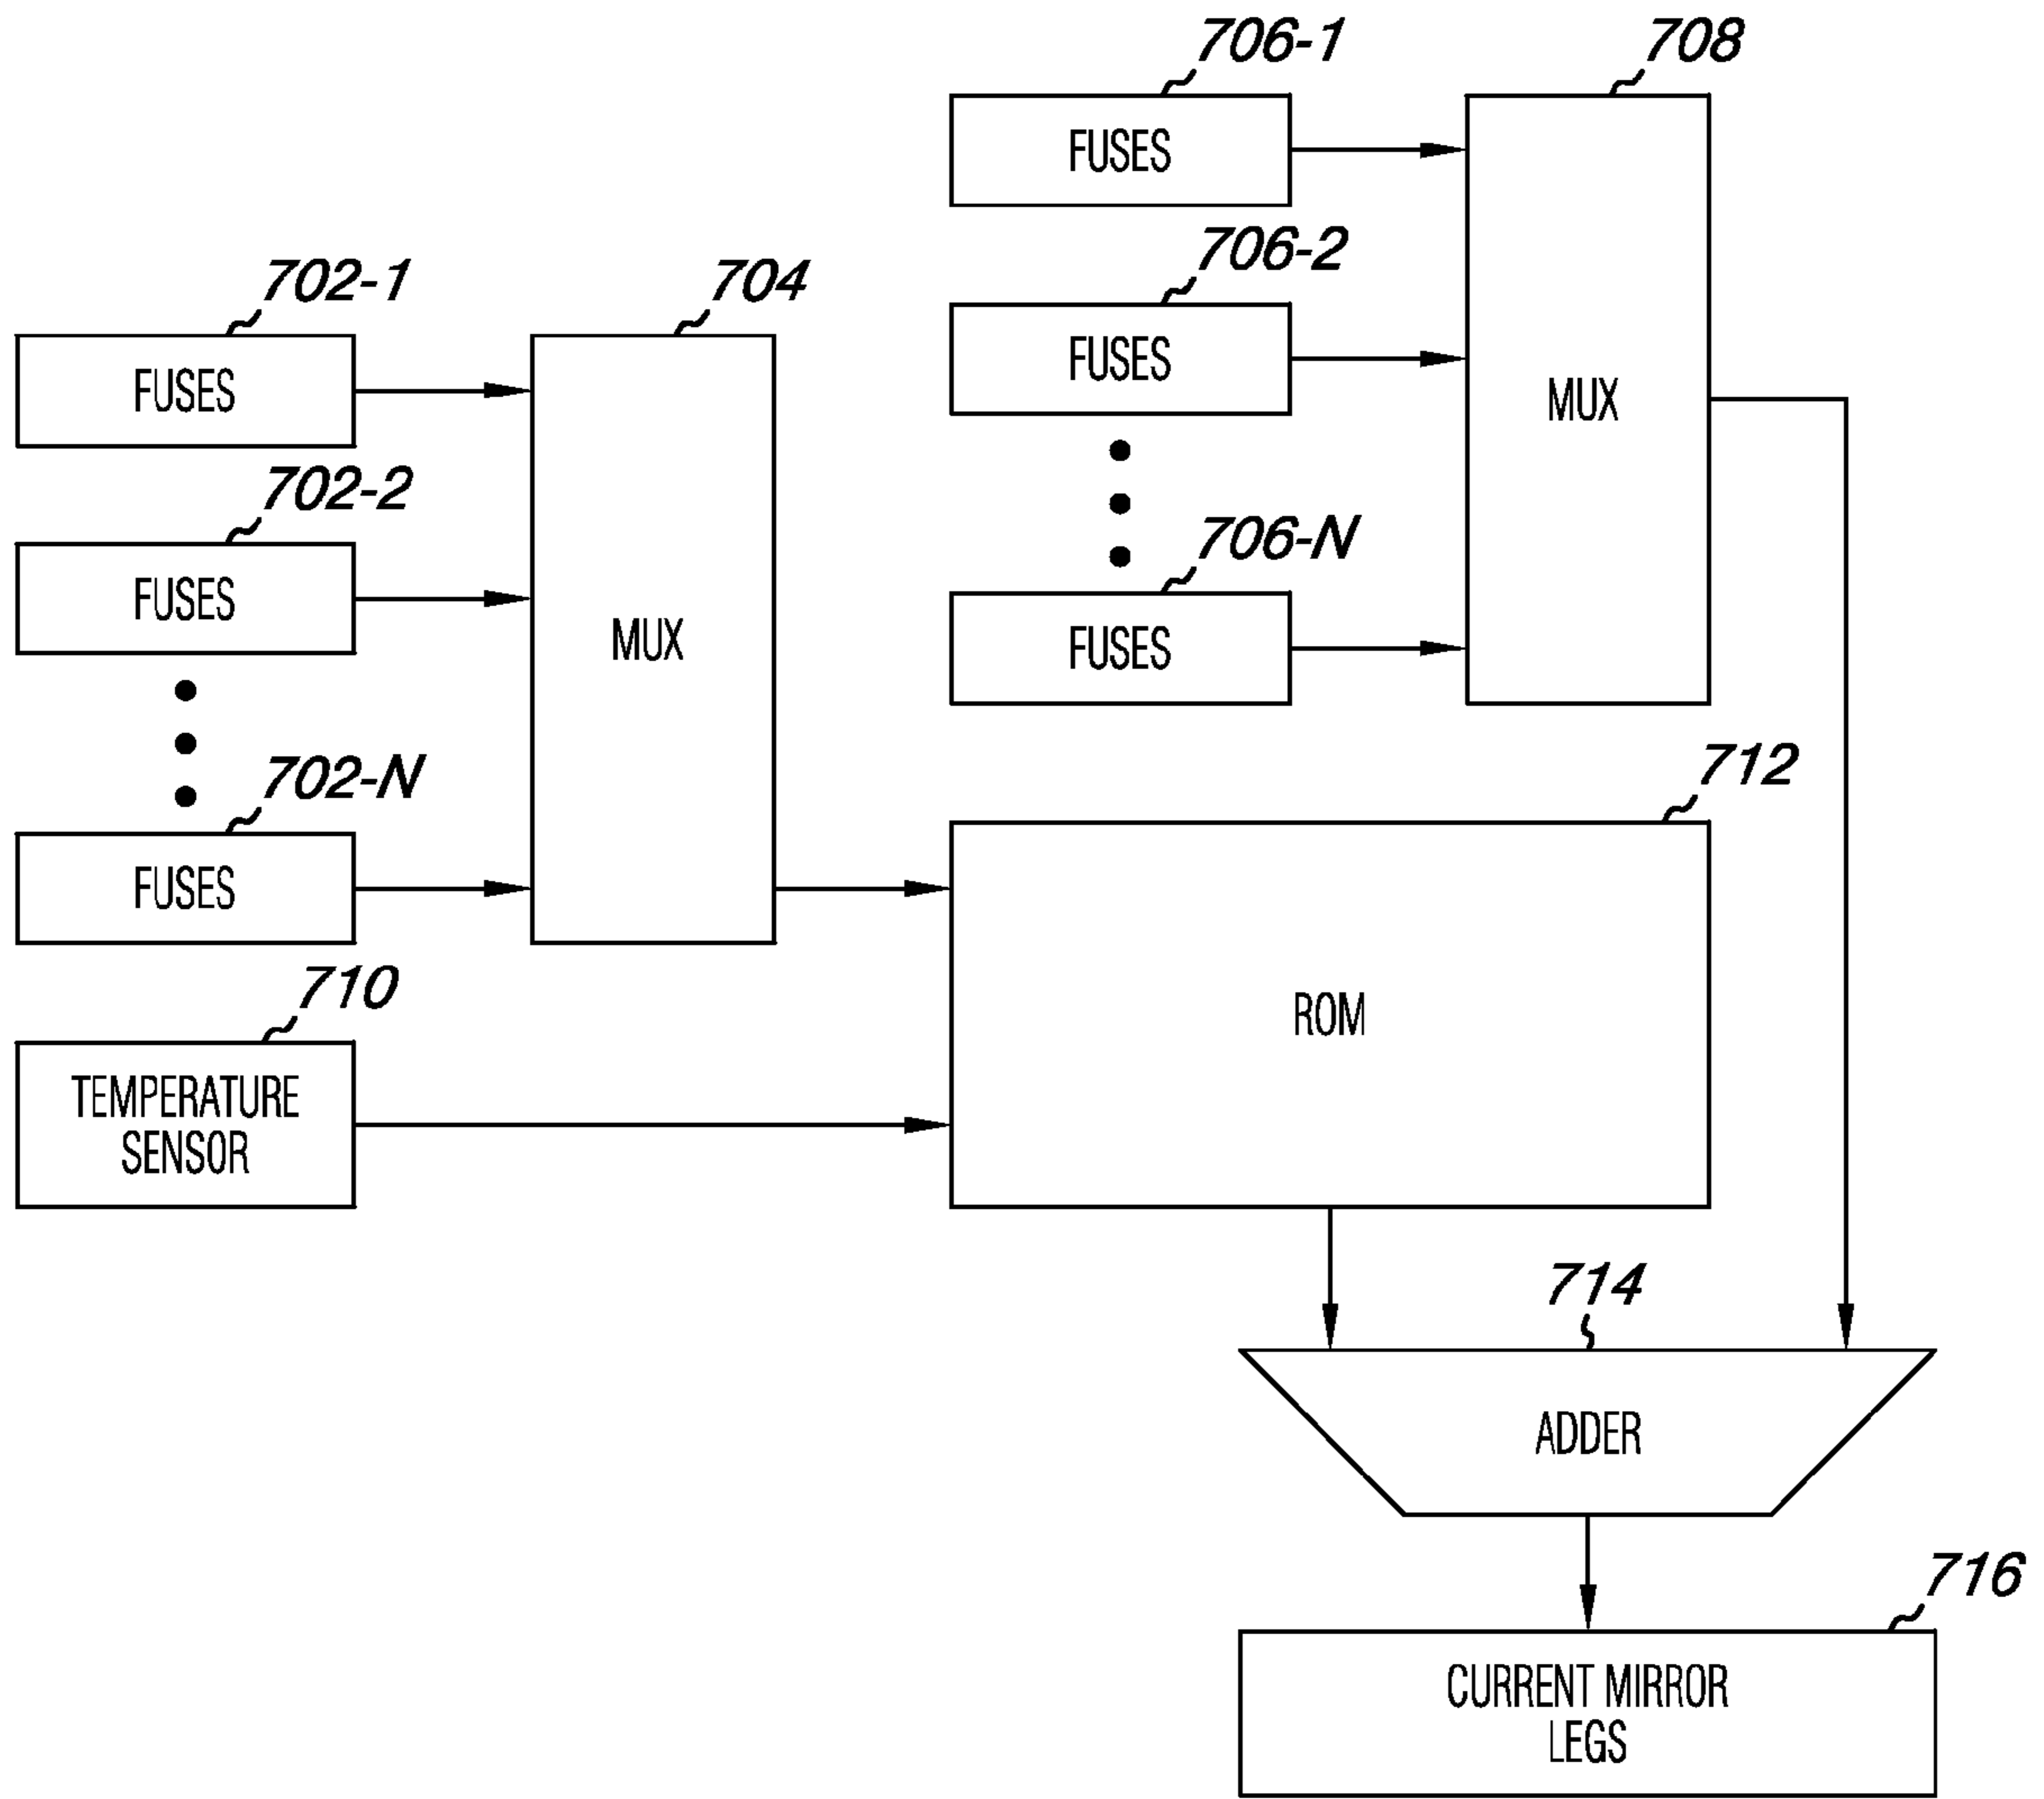 706-1
708
FUSES
706-2
702-1
704
FUSES
FUSES
MUX
702-2
706-N
FUSES
MUX
FUSES
702-N
712
FUSES
710
ROM
TEMPERATURE
SENSOR
714
ADDER
716
CURRENT MIRROR
LEGS